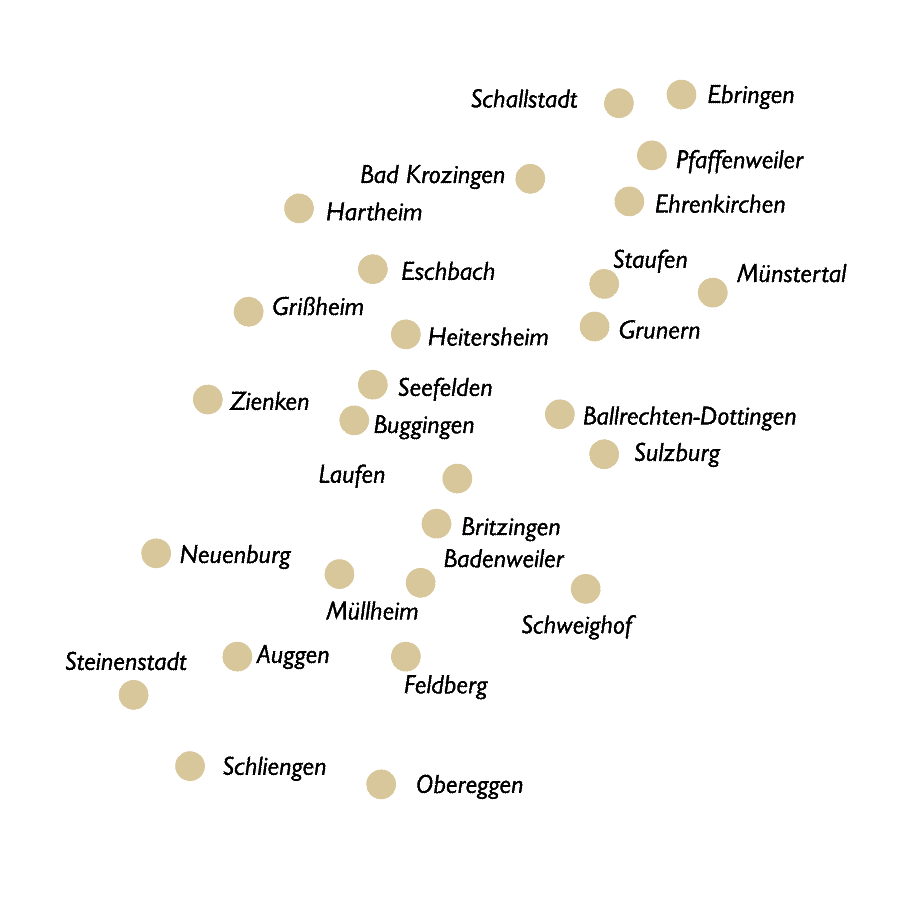 Schallstadt
Ebringen
Pfaffenweiler
Bad Krozingen
Ehrenkirchen
Hartheim
Staufen
Eschbach
Münstertal
Grißheim
Grunern
Heitersheim
Seefelden
Zienken
Ballrechten-Dottingen
Buggingen
Sulzburg
Laufen
Britzingen
Neuenburg
Badenweiler
Müllheim
Schweighof
Auggen
Steinenstadt
Feldberg
Schliengen
Obereggen